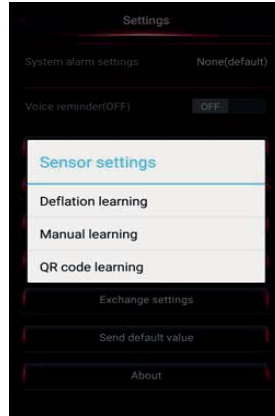 Settings
System alarm settings None(default)
Voice reminder(OFF) OFF
Sensor settings
Deflation learning
Manual learning
QR code learning
Exchange settings
Send default value
About